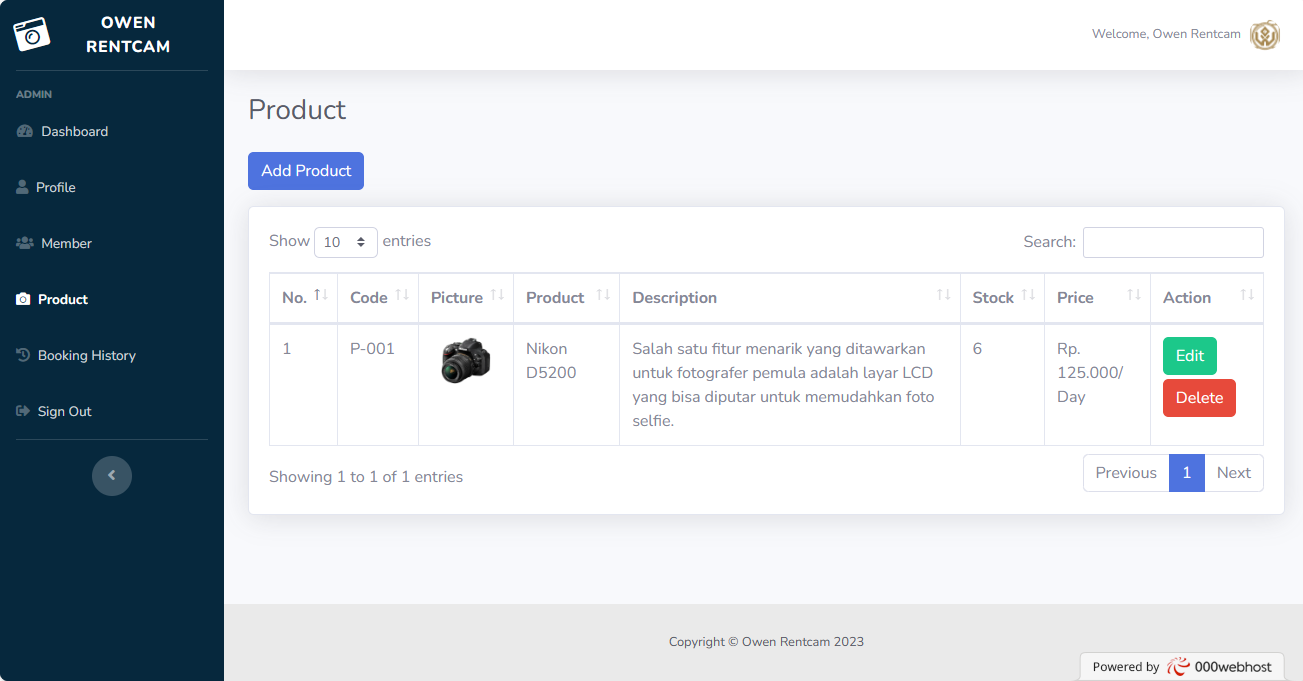 OWEN
RENTCAM
Welcome, Owen Rentcam
ADMIN
Dashboard
Profile
Member
Product
Booking History
Sign Out
Product
Add Product
Show 10 entries
Search:
No. Code Picture Product Description Stock Price Action
1 P-001 Nikon Salah satu fitur menarik yang ditawarkan 6 Rp. Edit
D5200 untuk fotografer pemula adalah layar LCD 125.000/
yang bisa diputar untuk memudahkan foto Day Delete
selfie.
Showing 1 to 1 of 1 entries
Previous 1 Next
Copyright © Owen Rentcam 2023
Powered by 000webhost